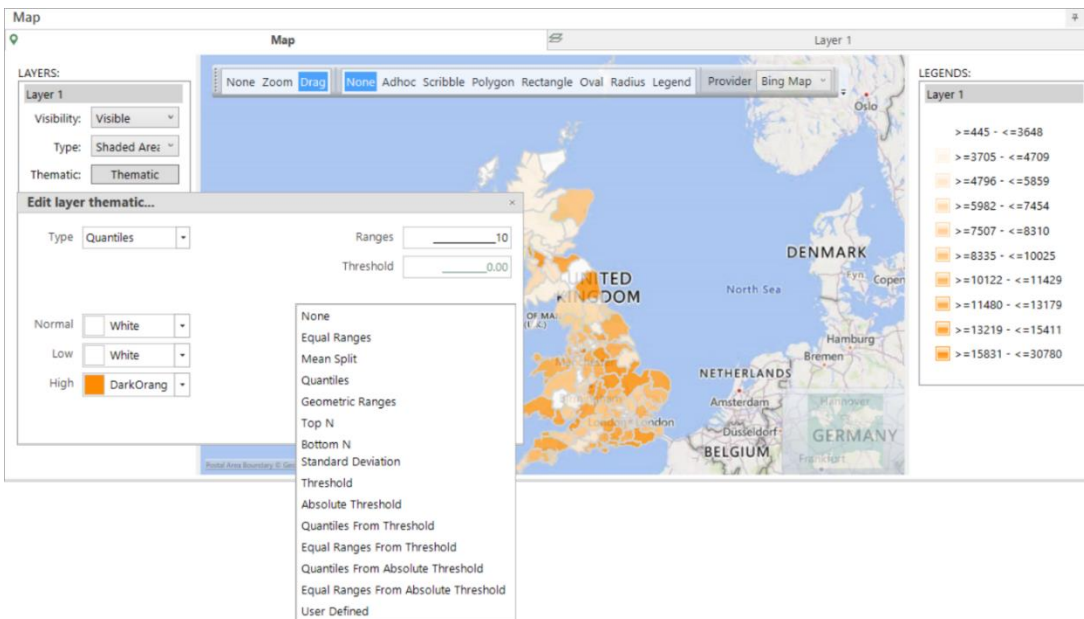 Map
Map
Layer 1
LAYERS:
Layer 1
Visibility: Visible
Type: Shaded Area
Thematic: Thematic
None Zoom Drag None Adhoc Scribble Polygon Rectangle Oval Radius Legend Provider Bing Map
Edit layer thematic...
Type Quantiles
Ranges 10
Threshold 0.00
Normal White
Low White
High DarkOrang
None
Equal Ranges
Mean Split
Quantiles
Geometric Ranges
Top N
Bottom N
Standard Deviation
Threshold
Absolute Threshold
Quantiles From Threshold
Equal Ranges From Threshold
Quantiles From Absolute Threshold
Equal Ranges From Absolute Threshold
User Defined
Oslo
DENMARK
Fyn Copen
UNITED
KINGDOM
North Sea
OF MAN
Hamburg
Bremen
NETHERLANDS
Amsterdam
Hannover
London
Düsseldorf
GERMANY
BELGIUM
Frankfurt
Postal Area Boundary ©
LEGENDS:
Layer 1
>=445 - <=3648
>=3705 - <=4709
>=4796 - <=5859
>=5982 - <=7454
>=7507 - <=8310
>=8335 - <=10025
>=10122 - <=11429
>=11480 - <=13179
>=13219 - <=15411
>=15831 - <=30780